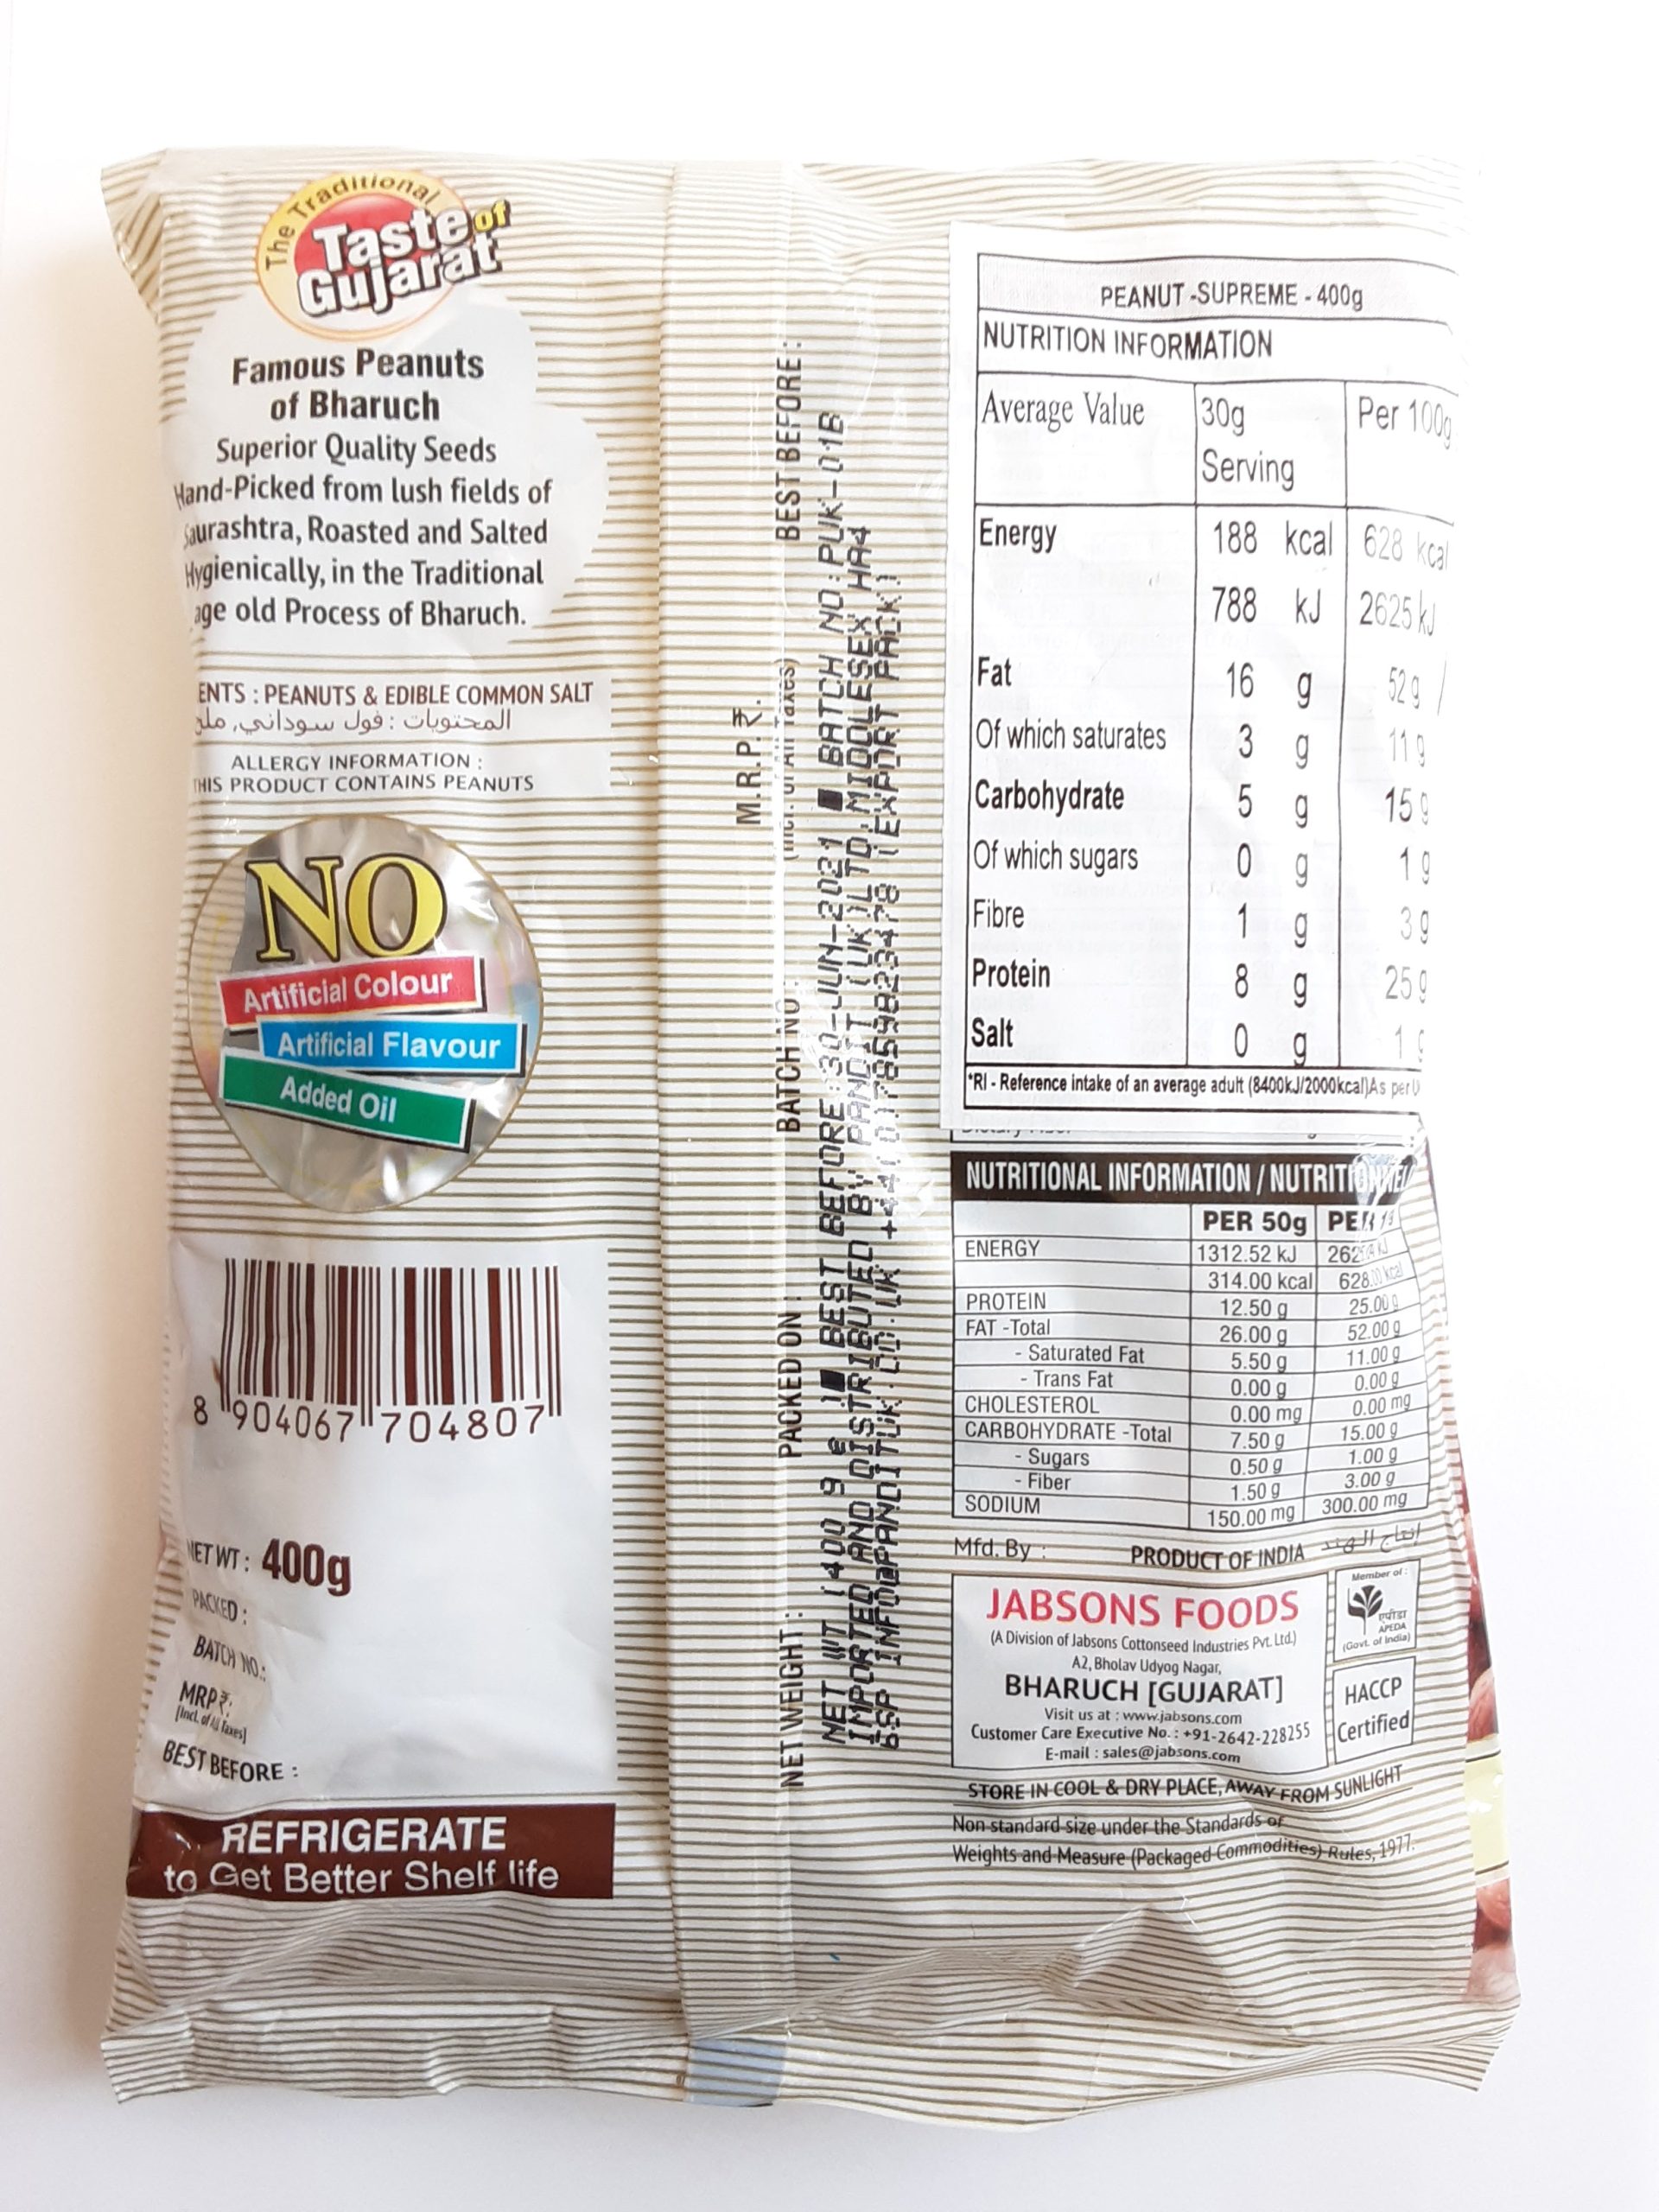 The Traditional
Taste of
Gujarat
Famous Peanuts
of Bharuch
Superior Quality Seeds
Hand-Picked from lush fields of
Saurashtra, Roasted and Salted
Hygienically, in the Traditional
age old Process of Bharuch.
ENTS : PEANUTS & EDIBLE COMMON SALT
المحتويات : فول سوداني, ملح
ALLERGY INFORMATION :
THIS PRODUCT CONTAINS PEANUTS
NO
Artificial Colour
Artificial Flavour
Added Oil
8 904067 704807
NET WT : 400g
PACKED :
BATCH NO.:
MRP ₹:
[Incl. of All Taxes]
BEST BEFORE :
REFRIGERATE
to Get Better Shelf life
M.R.P. ₹.
(Incl. of All Taxes)
NET WEIGHT : PACKED ON : BATCH NO : BEST BEFORE :
NET WT (400 g e) BEST BEFORE:30-JUN-2021 BATCH NO:PUK-01B
IMPORTED AND DISTRIBUTED BY:PANDIT (UK)LTD,MIDDLESEX HA4
6SP INFO@PANDITUK.CO.UK (EXPORT PACK)
PEANUT -SUPREME - 400g
NUTRITION INFORMATION
Average Value 30g Serving Per 100g
Energy 188 kcal 628 kcal
788 kJ 2625 kJ
Fat 16 g 52 g
Of which saturates 3 g 11 g
Carbohydrate 5 g 15 g
Of which sugars 0 g 1 g
Fibre 1 g 3 g
Protein 8 g 25 g
Salt 0 g 1 g
*RI - Reference intake of an average adult (8400kJ/2000kcal)As per
NUTRITIONAL INFORMATION / NUTRITIONNEL
PER 50g PER 1
ENERGY 1312.52 kJ
314.00 kcal 628.00 kcal
PROTEIN 12.50 g 25.00 g
FAT -Total 26.00 g 52.00 g
- Saturated Fat 5.50 g 11.00 g
- Trans Fat 0.00 g 0.00 g
CHOLESTEROL 0.00 mg 0.00 mg
CARBOHYDRATE -Total 7.50 g 15.00 g
- Sugars 0.50 g 1.00 g
- Fiber 1.50 g 3.00 g
SODIUM 150.00 mg 300.00 mg
Mfd. By : PRODUCT OF INDIA إنتاج الهند
JABSONS FOODS
(A Division of Jabsons Cottonseed Industries Pvt. Ltd.)
A2, Bholav Udyog Nagar,
BHARUCH [GUJARAT]
Visit us at : www.jabsons.com
Customer Care Executive No. : +91-2642-228255
E-mail : sales@jabsons.com
Member of :
एपीडा
APEDA
(Govt. of India)
HACCP
Certified
STORE IN COOL & DRY PLACE, AWAY FROM SUNLIGHT
Non standard size under the Standards of
Weights and Measure (Packaged Commodities) Rules, 1977.